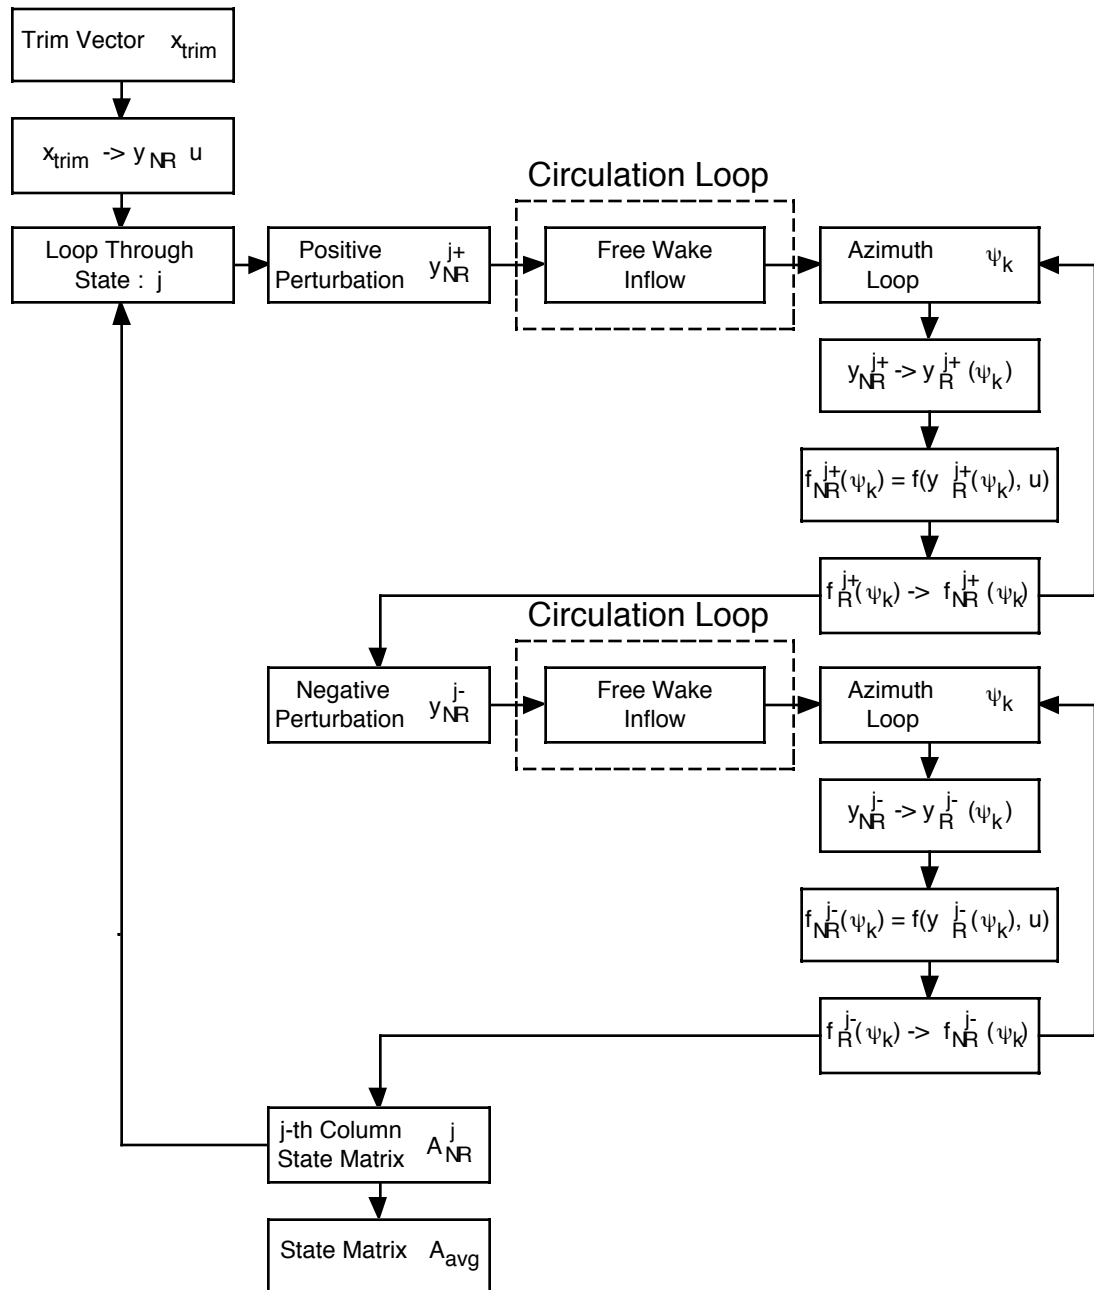 Trim Vector x_trim
x_trim -> y_NR u
Loop Through
State : j
Positive
Perturbation y_NR^j+
Circulation Loop
Free Wake
Inflow
Azimuth
Loop ψ_k
y_NR^j+ -> y_R^j+ (ψ_k)
f_NR^j+(ψ_k) = f(y_R^j+(ψ_k), u)
f_R^j+(ψ_k) -> f_NR^j+(ψ_k)
Circulation Loop
Negative
Perturbation y_NR^j-
Free Wake
Inflow
Azimuth
Loop ψ_k
y_NR^j- -> y_R^j- (ψ_k)
f_NR^j-(ψ_k) = f(y_R^j-(ψ_k), u)
f_R^j-(ψ_k) -> f_NR^j-(ψ_k)
j-th Column
State Matrix A_NR^j
State Matrix A_avg